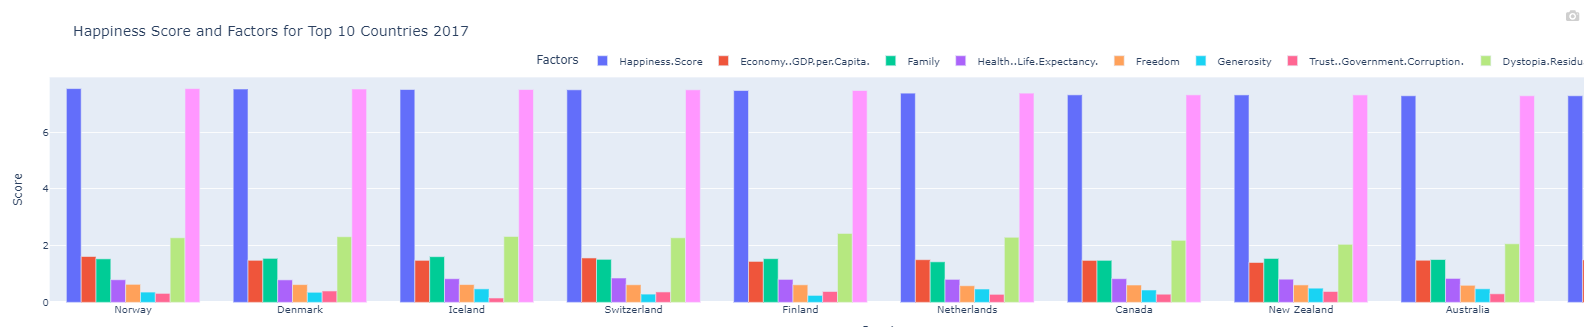 Happiness Score and Factors for Top 10 Countries 2017
Factors Happiness.Score Economy..GDP.per.Capita. Family Health..Life.Expectancy. Freedom Generosity Trust..Government.Corruption. Dystopia.Residu
6
4
2
0
Score
Norway Denmark Iceland Switzerland Finland Netherlands Canada New Zealand Australia